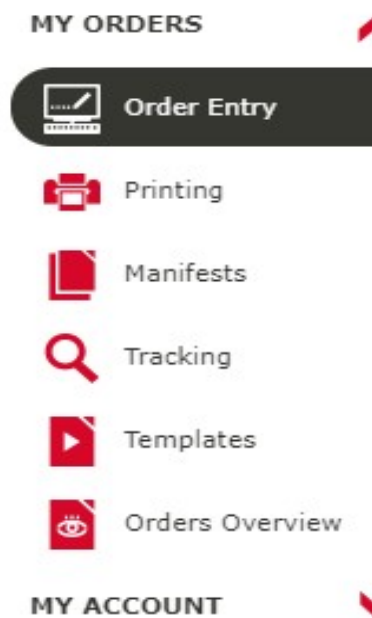 MY ORDERS
Order Entry
Printing
Manifests
Tracking
Templates
Orders Overview
MY ACCOUNT